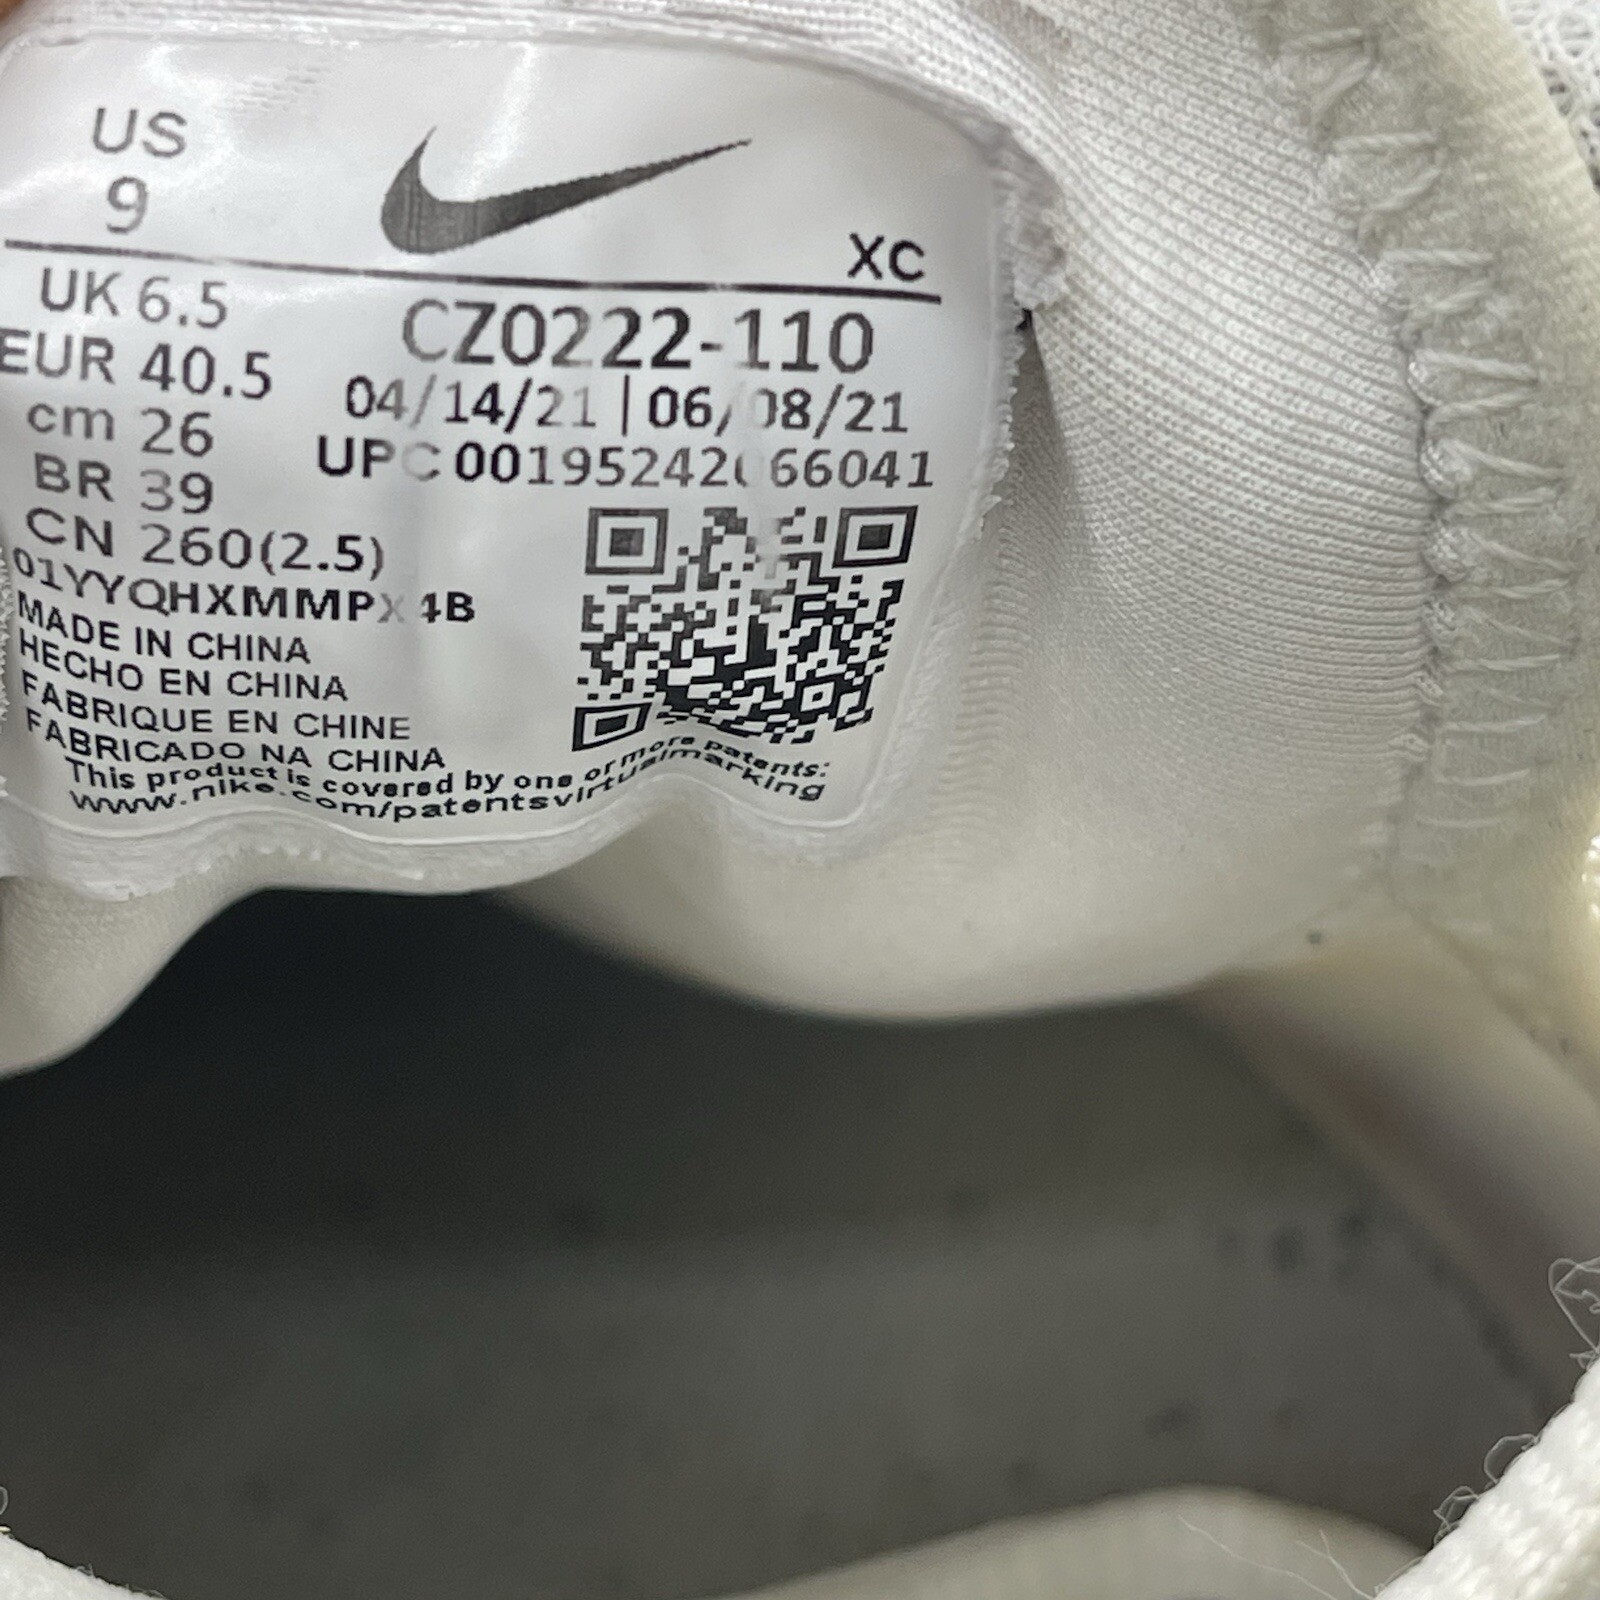 US
9
XC
UK 6.5
EUR 40.5
cm 26
BR 39
CN 260(2.5)
CZ0222-110
04/14/21 | 06/08/21
UPC 00195242066041
01YYQHXMMPX4B
MADE IN CHINA
HECHO EN CHINA
FABRIQUE EN CHINE
FABRICADO NA CHINA
This product is covered by one or more patents:
www.nike.com/patentsvirtualmarking